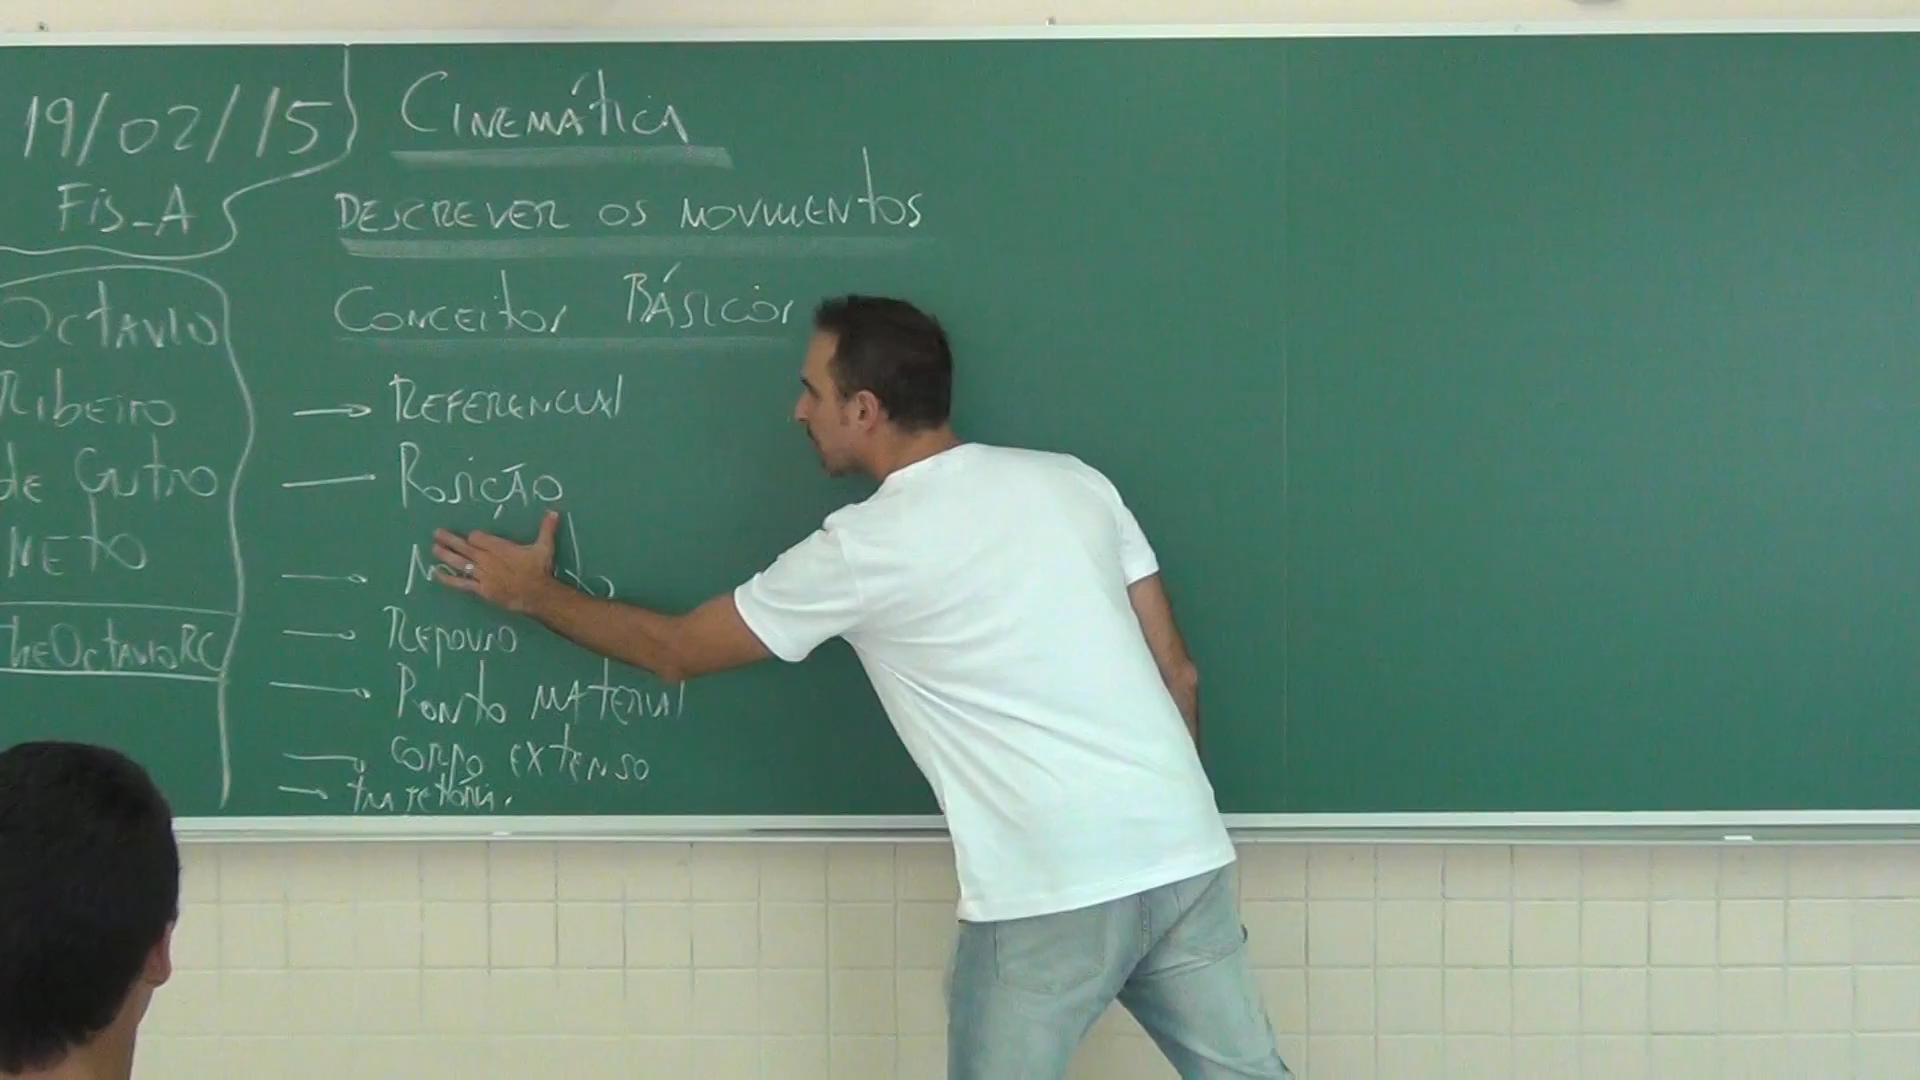 19/02/15
Fis-A
Cinemática
Descrever os movimentos
Conceitos Básicos
Octavio
Ribeiro
de Castro
Neto
TheOctavioRC
→ Referencial
→ Posição
→
→ Repouso
→ Ponto material
→ Corpo extenso
→ trajetória.